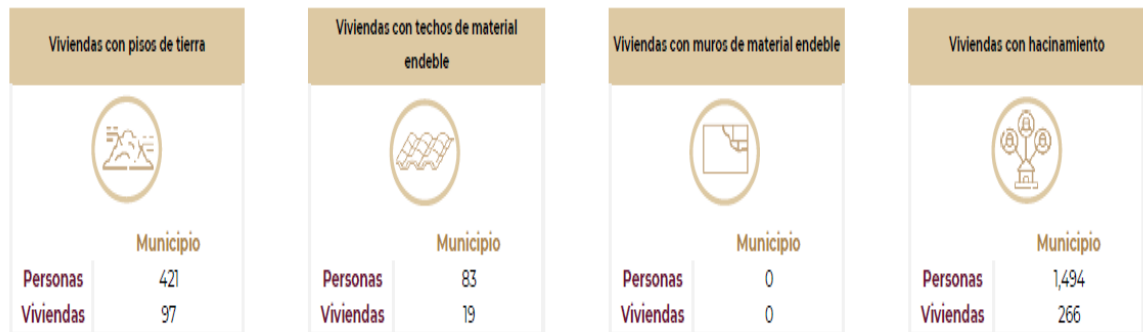 Viviendas con pisos de tierra
Municipio
Personas 421
Viviendas 97
Viviendas con techos de material
endeble
Municipio
Personas 83
Viviendas 19
Viviendas con muros de material endeble
Municipio
Personas 0
Viviendas 0
Viviendas con hacinamiento
Municipio
Personas 1,494
Viviendas 266